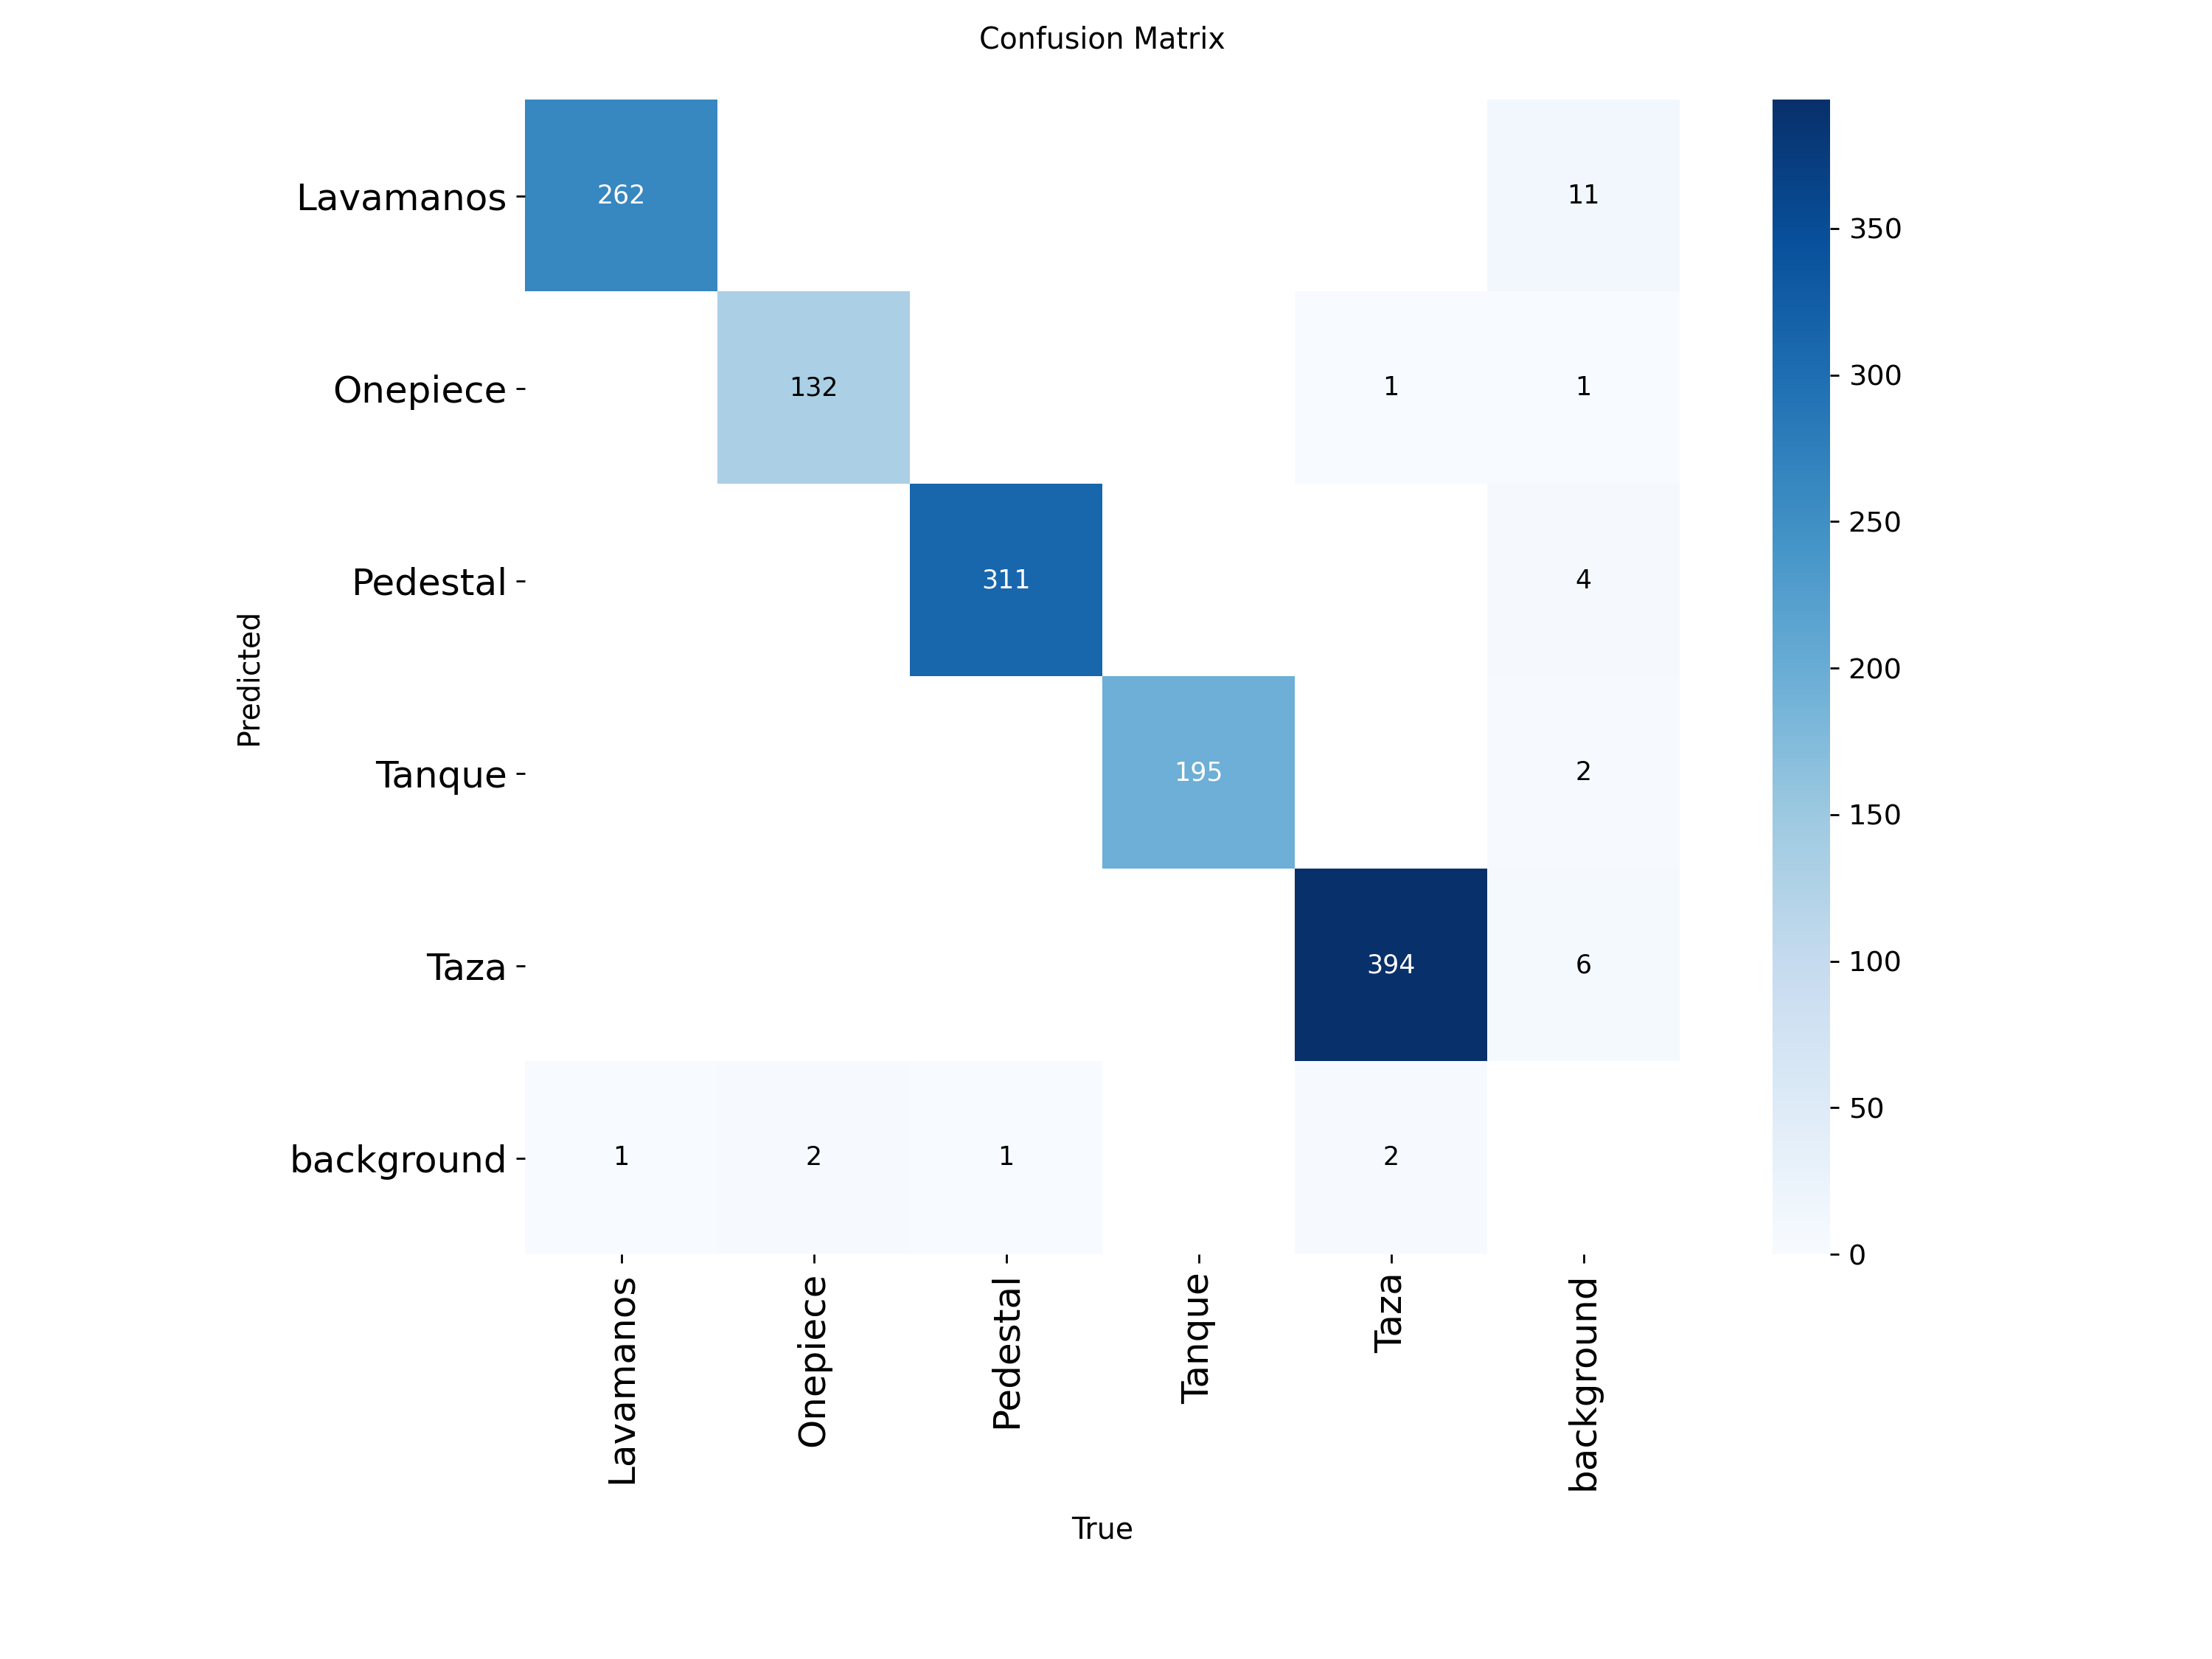 Confusion Matrix
Predicted
Lavamanos 262 11
Onepiece 132 1 1
Pedestal 311 4
Tanque 195 2
Taza 394 6
background 1 2 1 2
Lavamanos Onepiece Pedestal Tanque Taza background
True
350
300
250
200
150
100
50
0